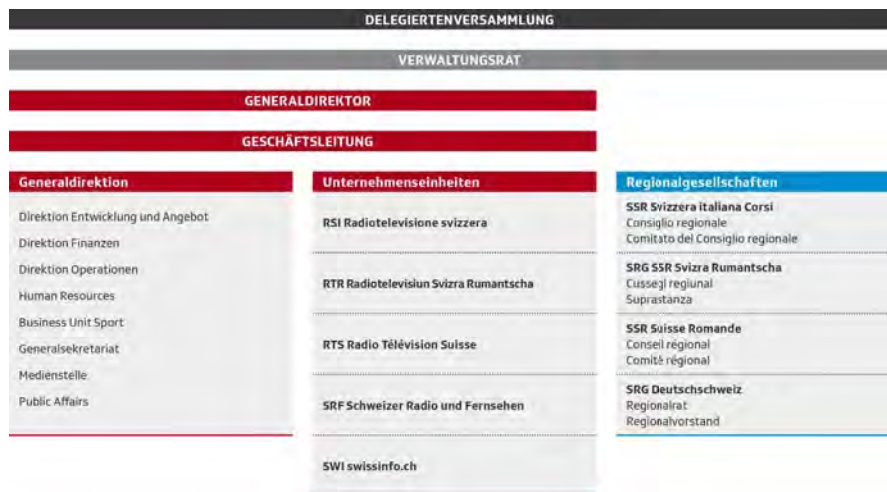 DELEGIERTENVERSAMMLUNG
VERWALTUNGSRAT
GENERALDIREKTOR
GESCHÄFTSLEITUNG
Generaldirektion
Direktion Entwicklung und Angebot
Direktion Finanzen
Direktion Operationen
Human Resources
Business Unit Sport
Generalsekretariat
Medienstelle
Public Affairs
Unternehmenseinheiten
RSI Radiotelevisione svizzera
RTR Radiotelevisiun Svizra Rumantscha
RTS Radio Télévision Suisse
SRF Schweizer Radio und Fernsehen
SWI swissinfo.ch
Regionalgesellschaften
SSR Svizzera italiana Corsi
Consiglio regionale
Comitato del Consiglio regionale
SRG SSR Svizra Rumantscha
Cussegl regiunal
Suprastanza
SSR Suisse Romande
Conseil régional
Comité régional
SRG Deutschschweiz
Regionalrat
Regionalvorstand